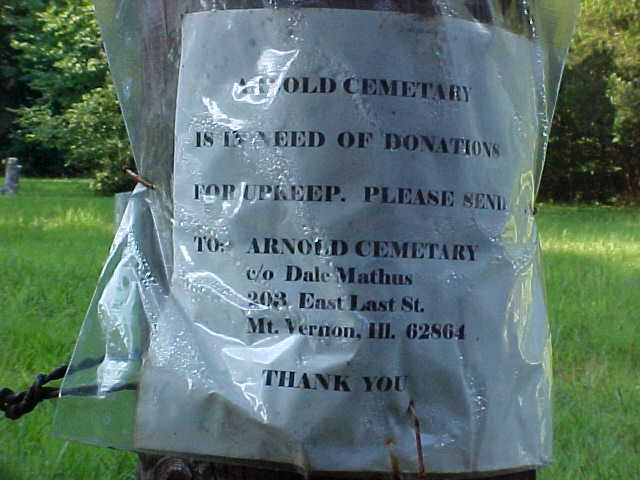 ARNOLD CEMETARY
IS IN NEED OF DONATIONS
FOR UPKEEP. PLEASE SEND
TO: ARNOLD CEMETARY
c/o Dale Mathus
203 East Last St.
Mt. Vernon, Ill. 62864
THANK YOU